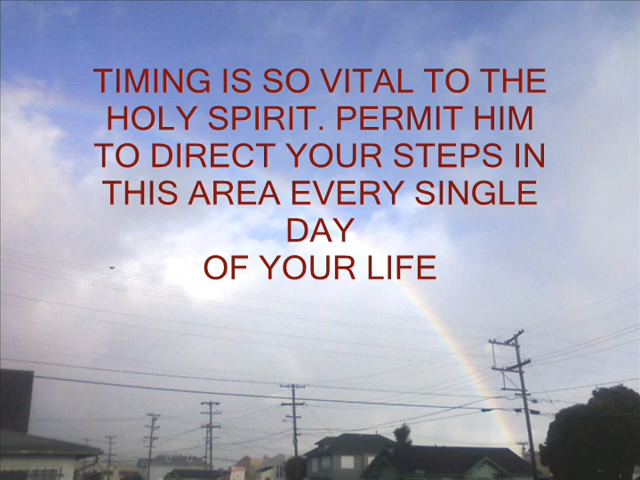 TIMING IS SO VITAL TO THE
HOLY SPIRIT. PERMIT HIM
TO DIRECT YOUR STEPS IN
THIS AREA EVERY SINGLE
DAY
OF YOUR LIFE